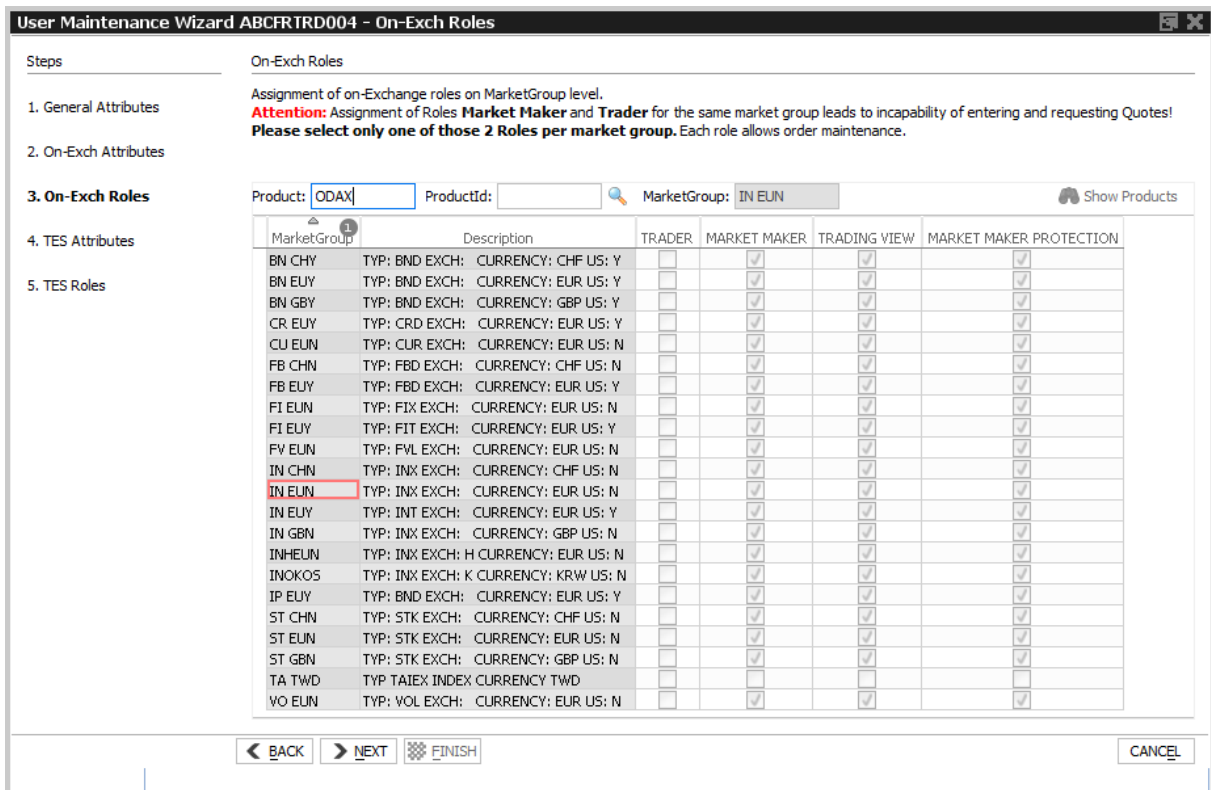 User Maintenance Wizard ABCFRTRD004 - On-Exch Roles
Steps
1. General Attributes
2. On-Exch Attributes
3. On-Exch Roles
4. TES Attributes
5. TES Roles
On-Exch Roles
Assignment of on-Exchange roles on MarketGroup level.
Attention: Assignment of Roles Market Maker and Trader for the same market group leads to incapability of entering and requesting Quotes!
Please select only one of those 2 Roles per market group. Each role allows order maintenance.
Product: ODAX ProductId: MarketGroup: IN EUN Show Products
MarketGroup 1 Description TRADER MARKET MAKER TRADING VIEW MARKET MAKER PROTECTION
BN CHY TYP: BND EXCH: CURRENCY: CHF US: Y
BN EUY TYP: BND EXCH: CURRENCY: EUR US: Y
BN GBY TYP: BND EXCH: CURRENCY: GBP US: Y
CR EUY TYP: CRD EXCH: CURRENCY: EUR US: Y
CU EUN TYP: CUR EXCH: CURRENCY: EUR US: N
FB CHN TYP: FBD EXCH: CURRENCY: CHF US: N
FB EUY TYP: FBD EXCH: CURRENCY: EUR US: Y
FI EUN TYP: FIX EXCH: CURRENCY: EUR US: N
FI EUY TYP: FIT EXCH: CURRENCY: EUR US: Y
FV EUN TYP: FVL EXCH: CURRENCY: EUR US: N
IN CHN TYP: INX EXCH: CURRENCY: CHF US: N
IN EUN TYP: INX EXCH: CURRENCY: EUR US: N
IN EUY TYP: INT EXCH: CURRENCY: EUR US: Y
IN GBN TYP: INX EXCH: CURRENCY: GBP US: N
INHEUN TYP: INX EXCH: H CURRENCY: EUR US: N
INOKOS TYP: INX EXCH: K CURRENCY: KRW US: N
IP EUY TYP: BND EXCH: CURRENCY: EUR US: Y
ST CHN TYP: STK EXCH: CURRENCY: CHF US: N
ST EUN TYP: STK EXCH: CURRENCY: EUR US: N
ST GBN TYP: STK EXCH: CURRENCY: GBP US: N
TA TWD TYP TAIEX INDEX CURRENCY TWD
VO EUN TYP: VOL EXCH: CURRENCY: EUR US: N
BACK NEXT FINISH CANCEL